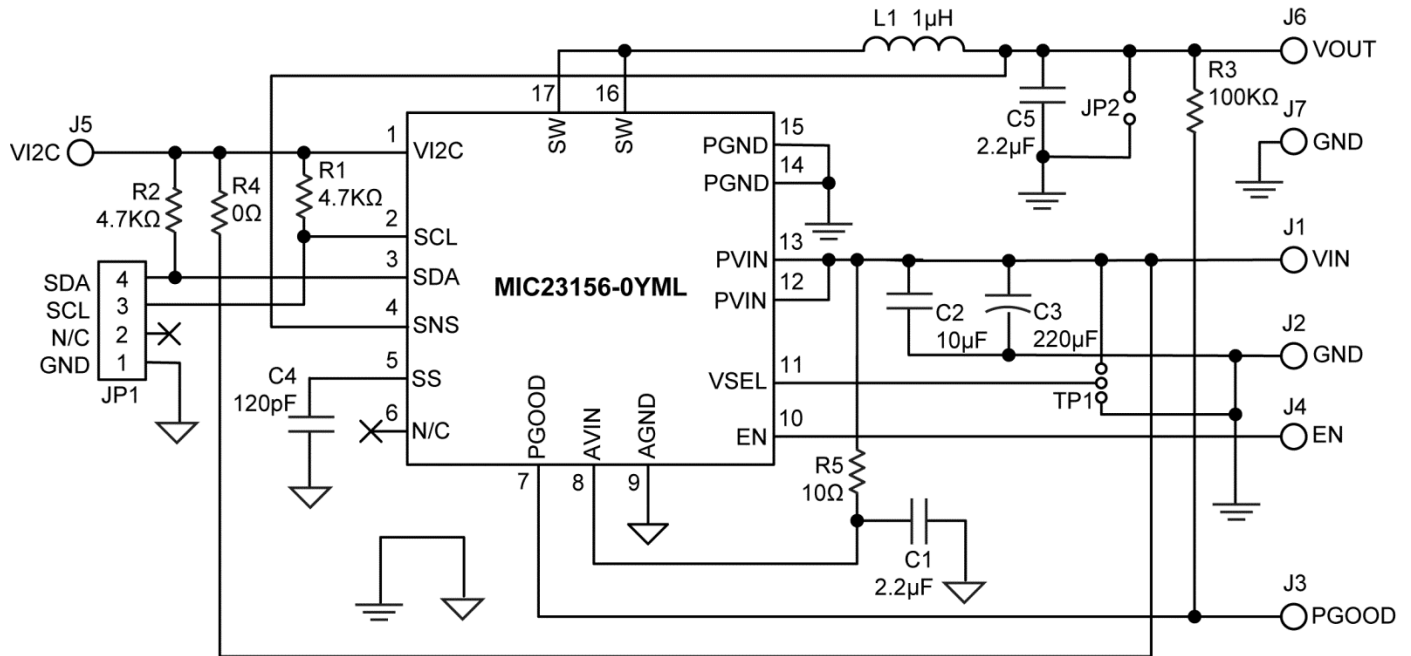 L1 1µH
J6
VOUT
R3
100KΩ
17
16
SW
SW
C5
2.2µF
JP2
J7
GND
J5
VI2C
1
VI2C
15
PGND
14
PGND
R2
4.7KΩ
R4
0Ω
R1
4.7KΩ
2
SCL
3
SDA
4
SNS
5
SS
6
N/C
MIC23156-0YML
13
PVIN
12
PVIN
J1
VIN
SDA 4
SCL 3
N/C 2
GND 1
JP1
C4
120pF
C2
10µF
C3
220µF
J2
GND
11
VSEL
TP1
10
EN
J4
EN
PGOOD
AVIN
AGND
7
8
9
R5
10Ω
C1
2.2µF
J3
PGOOD